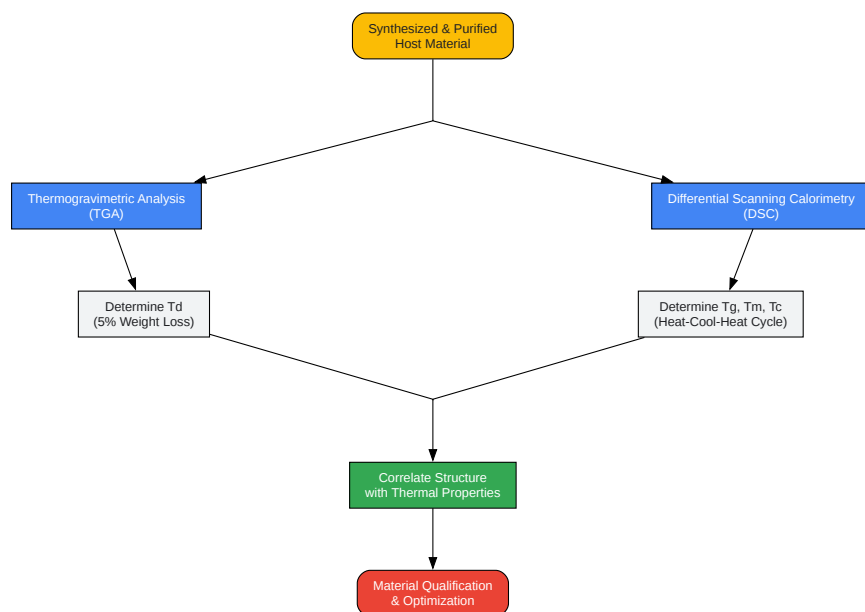 Synthesized & Purified
Host Material
Thermogravimetric Analysis
(TGA)
Differential Scanning Calorimetry
(DSC)
Determine Td
(5% Weight Loss)
Determine Tg, Tm, Tc
(Heat-Cool-Heat Cycle)
Correlate Structure
with Thermal Properties
Material Qualification
& Optimization